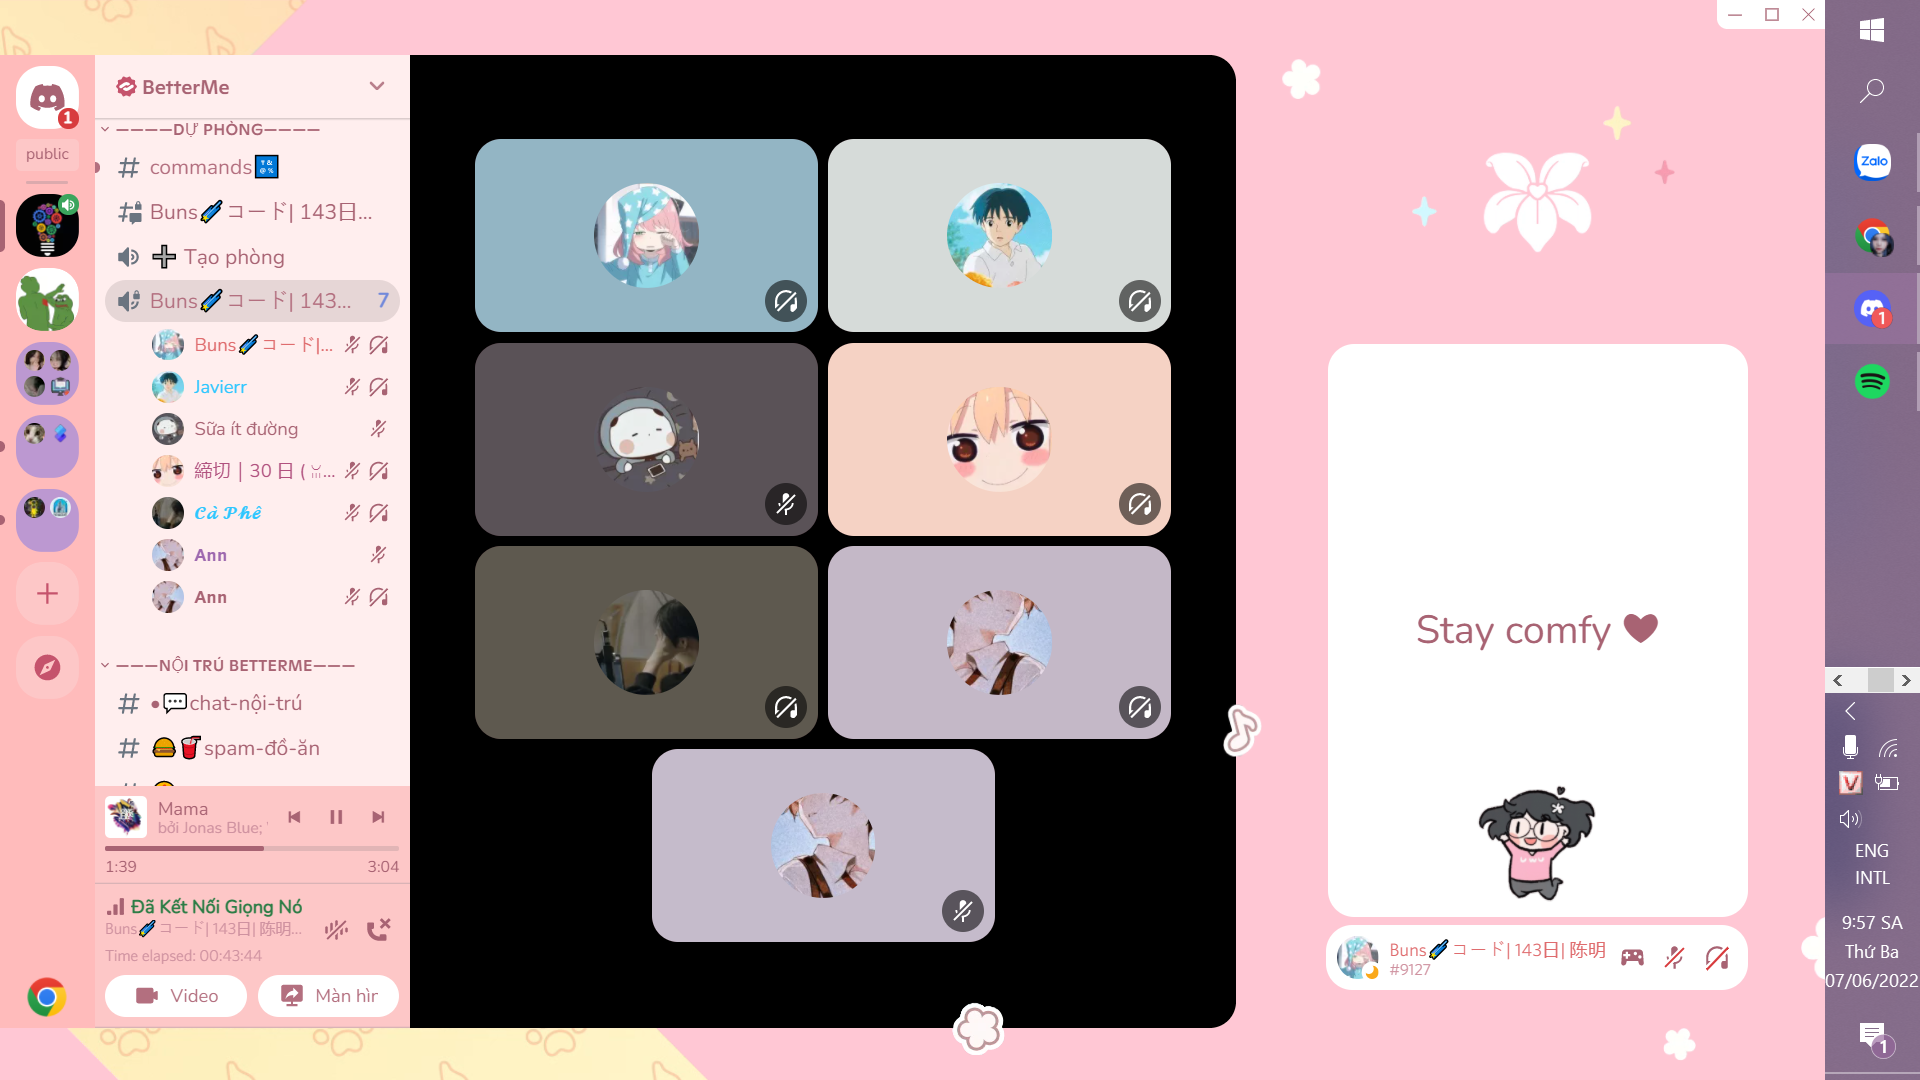 1
public
BetterMe
————DỰ PHÒNG————
commands
Buns コード| 143日...
Tạo phòng
Buns コード| 143... 7
Buns コード|...
Javierr
Sữa ít đường
締切 | 30 日 (
Cà Phê
Ann
Ann
———NỘI TRÚ BETTERME———
•💬chat-nội-trú
🍔🥤spam-đồ-ăn
Mama
bởi Jonas Blue;
1:39 3:04
Đã Kết Nối Giọng Nó
Buns コード| 143日| 陈明...
Time elapsed: 00:43:44
Video Màn hìr
Stay comfy ♥
Buns コード| 143日| 陈明
#9127
Zalo
1
V
ENG
INTL
9:57 SA
Thứ Ba
07/06/2022
1